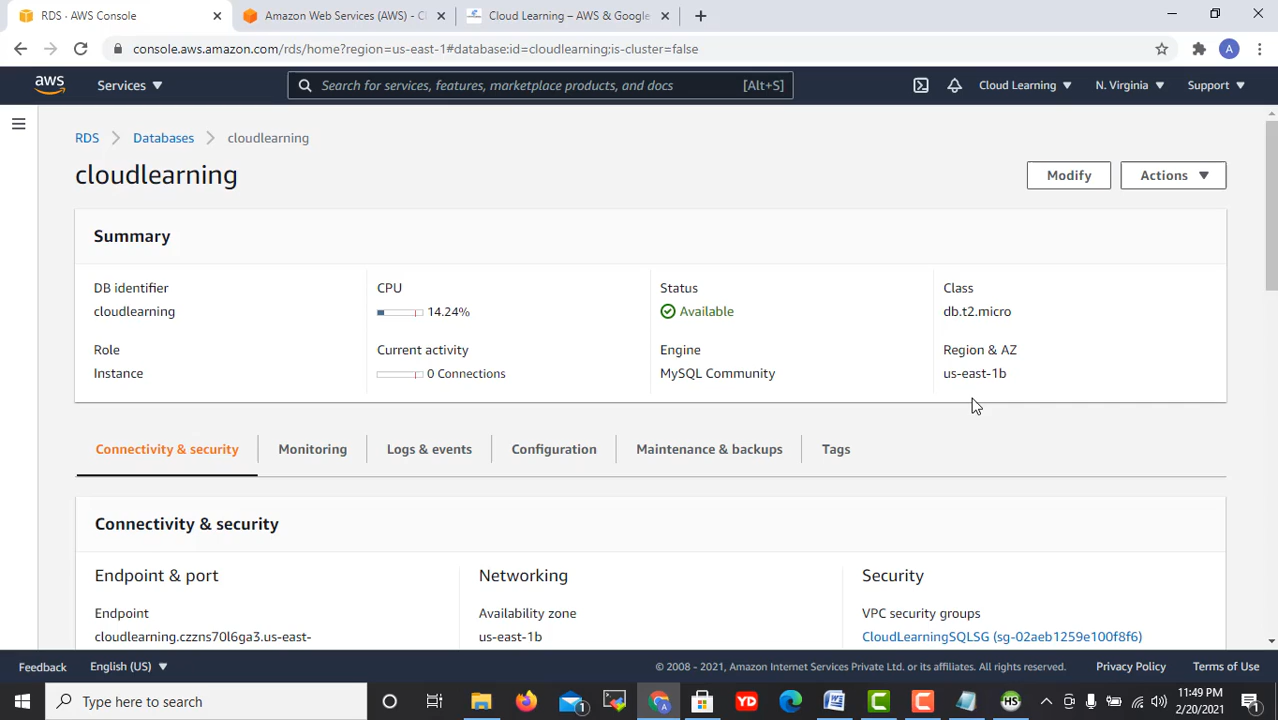 RDS - AWS Console
Amazon Web Services (AWS) - Cl
Cloud Learning – AWS & Google
console.aws.amazon.com/rds/home?region=us-east-1#database:id=cloudlearning;is-cluster=false
A
aws
Services
Search for services, features, marketplace products, and docs
[Alt+S]
Cloud Learning
N. Virginia
Support
RDS
Databases
cloudlearning
cloudlearning
Modify
Actions
Summary
DB identifier
cloudlearning
CPU
14.24%
Status
Available
Class
db.t2.micro
Role
Instance
Current activity
0 Connections
Engine
MySQL Community
Region & AZ
us-east-1b
Connectivity & security
Monitoring
Logs & events
Configuration
Maintenance & backups
Tags
Connectivity & security
Endpoint & port
Endpoint
cloudlearning.czzns70l6ga3.us-east-
Networking
Availability zone
us-east-1b
Security
VPC security groups
CloudLearningSQLSG (sg-02aeb1259e100f8f6)
Feedback
English (US)
© 2008 - 2021, Amazon Internet Services Private Ltd. or its affiliates. All rights reserved.
Privacy Policy
Terms of Use
Type here to search
1
A
YD
W
C
C
HS
11:49 PM
2/20/2021
1